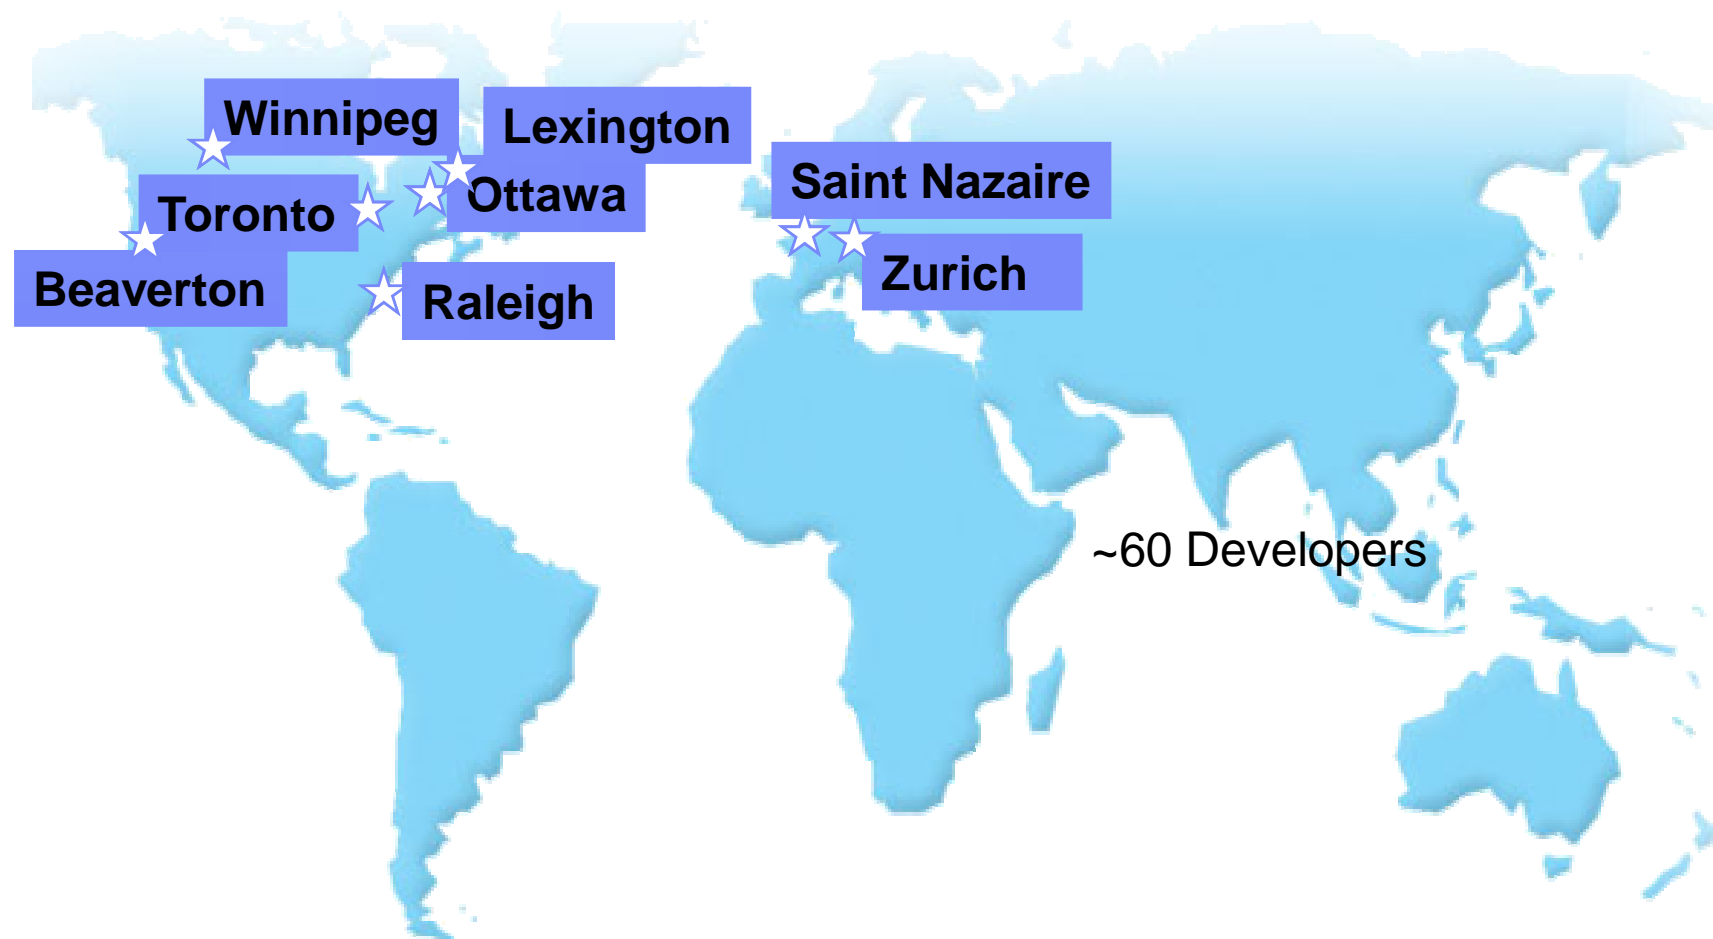 Winnipeg
Lexington
Saint Nazaire
Ottawa
Toronto
Zurich
Beaverton
Raleigh
~60 Developers